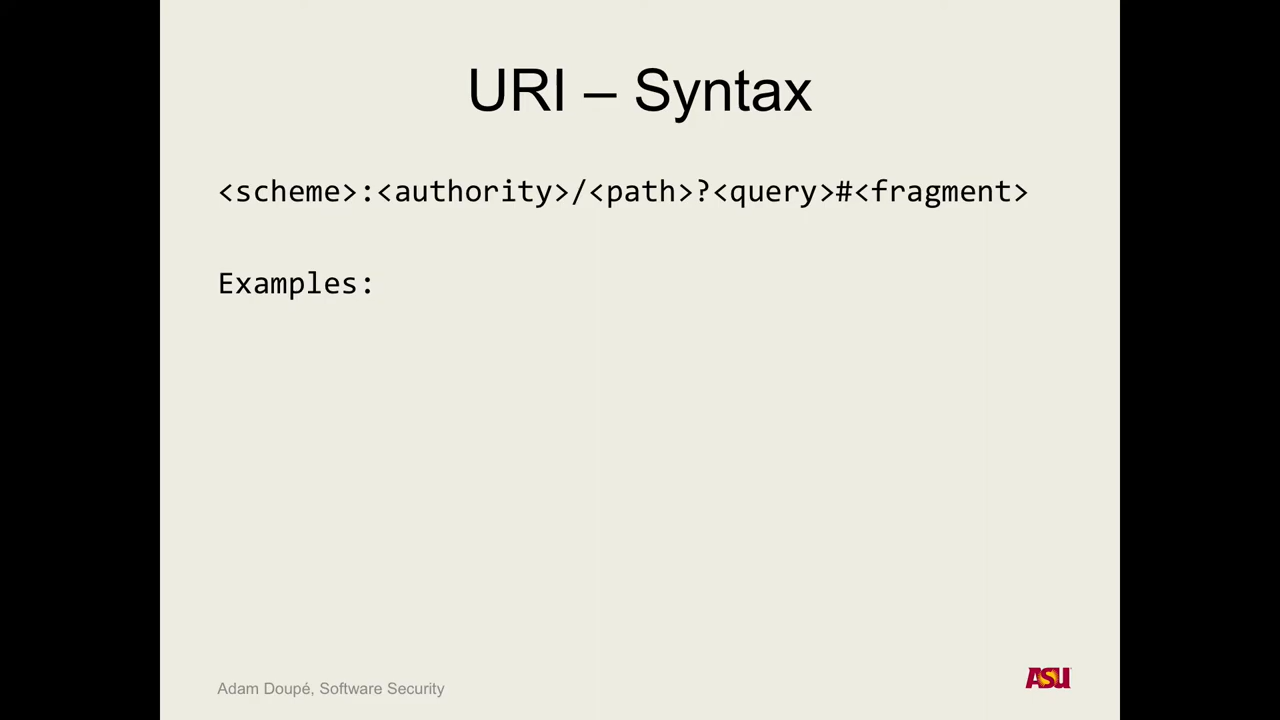 URI – Syntax
<scheme>:<authority>/<path>?<query>#<fragment>
Examples:
Adam Doupé, Software Security
ASU